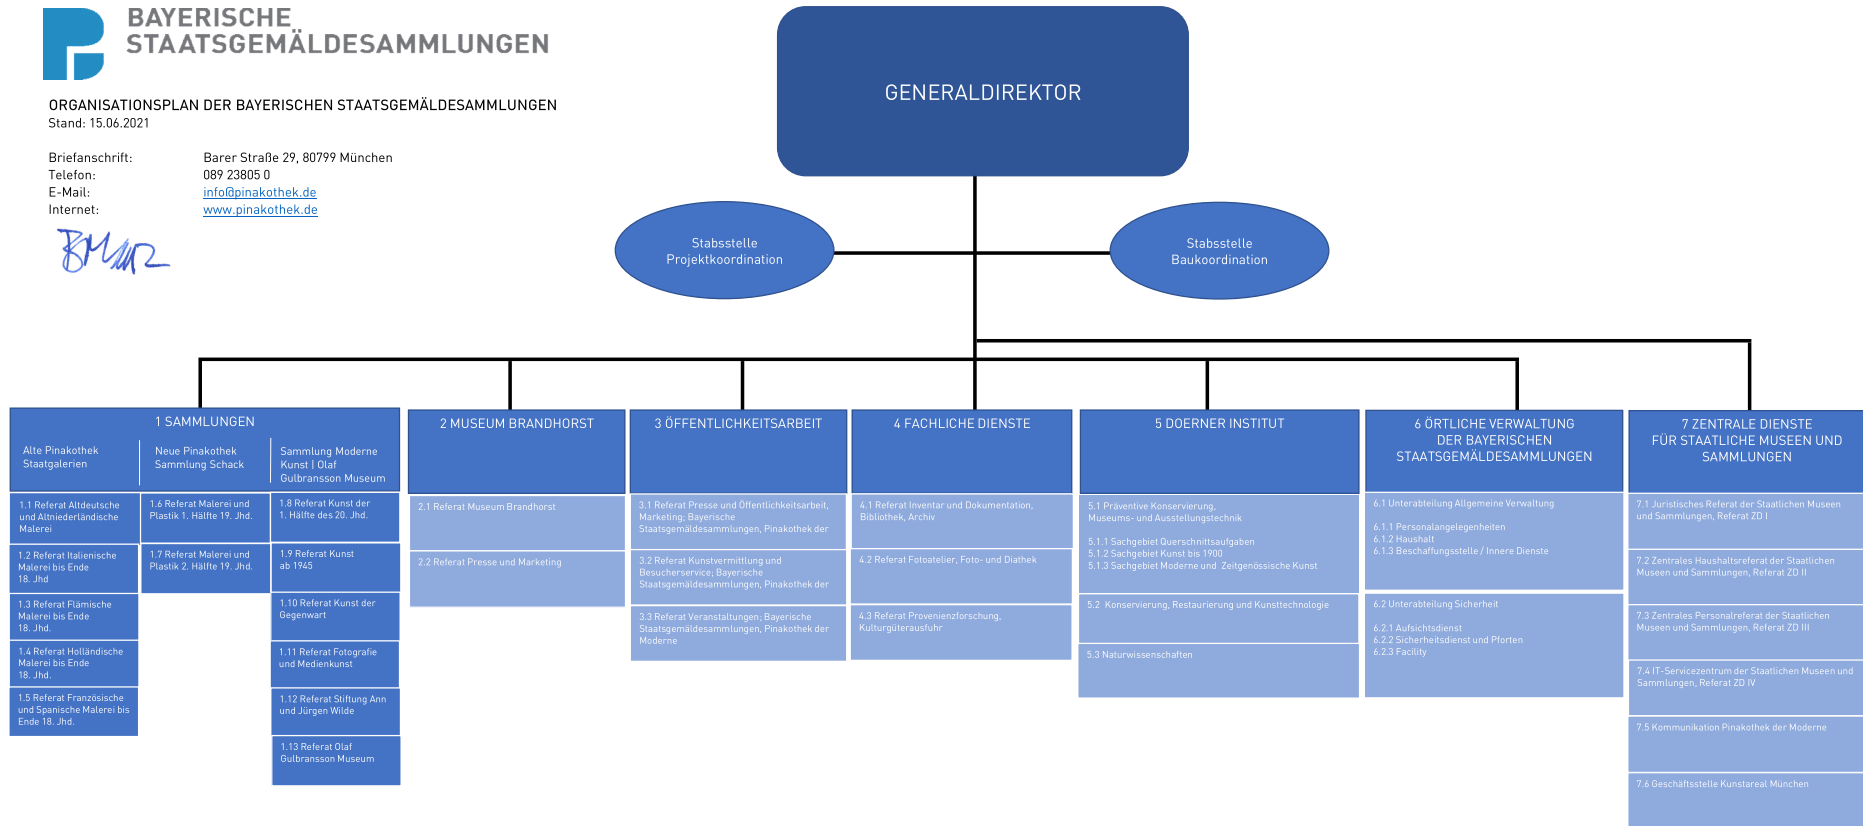 BAYERISCHE
STAATSGEMÄLDESAMMLUNGEN
ORGANISATIONSPLAN DER BAYERISCHEN STAATSGEMÄLDESAMMLUNGEN
Stand: 15.06.2021
Briefanschrift: Barer Straße 29, 80799 München
Telefon: 089 23805 0
E-Mail: info@pinakothek.de
Internet: www.pinakothek.de
GENERALDIREKTOR
Stabsstelle
Projektkoordination
Stabsstelle
Baukoordination
1 SAMMLUNGEN
Alte Pinakothek
Staatgalerien
Neue Pinakothek
Sammlung Schack
Sammlung Moderne
Kunst | Olaf
Gulbransson Museum
1.1 Referat Altdeutsche
und Altniederländische
Malerei
1.2 Referat Italienische
Malerei bis Ende
18. Jhd
1.3 Referat Flämische
Malerei bis Ende
18. Jhd.
1.4 Referat Holländische
Malerei bis Ende
18. Jhd.
1.5 Referat Französische
und Spanische Malerei bis
Ende 18. Jhd.
1.6 Referat Malerei und
Plastik 1. Hälfte 19. Jhd.
1.7 Referat Malerei und
Plastik 2. Hälfte 19. Jhd.
1.8 Referat Kunst der
1. Hälfte des 20. Jhd.
1.9 Referat Kunst
ab 1945
1.10 Referat Kunst der
Gegenwart
1.11 Referat Fotografie
und Medienkunst
1.12 Referat Stiftung Ann
und Jürgen Wilde
1.13 Referat Olaf
Gulbransson Museum
2 MUSEUM BRANDHORST
2.1 Referat Museum Brandhorst
2.2 Referat Presse und Marketing
3 ÖFFENTLICHKEITSARBEIT
3.1 Referat Presse und Öffentlichkeitsarbeit,
Marketing; Bayerische
Staatsgemäldesammlungen, Pinakothek der
3.2 Referat Kunstvermittlung und
Besucherservice; Bayerische
Staatsgemäldesammlungen, Pinakothek der
3.3 Referat Veranstaltungen; Bayerische
Staatsgemäldesammlungen, Pinakothek der
Moderne
4 FACHLICHE DIENSTE
4.1 Referat Inventar und Dokumentation,
Bibliothek, Archiv
4.2 Referat Fotoatelier, Foto- und Diathek
4.3 Referat Provenienzforschung,
Kulturgüterausfuhr
5 DOERNER INSTITUT
5.1 Präventive Konservierung,
Museums- und Ausstellungstechnik
5.1.1 Sachgebiet Querschnittsaufgaben
5.1.2 Sachgebiet Kunst bis 1900
5.1.3 Sachgebiet Moderne und Zeitgenössische Kunst
5.2 Konservierung, Restaurierung und Kunsttechnologie
5.3 Naturwissenschaften
6 ÖRTLICHE VERWALTUNG
DER BAYERISCHEN
STAATSGEMÄLDESAMMLUNGEN
6.1 Unterabteilung Allgemeine Verwaltung
6.1.1 Personalangelegenheiten
6.1.2 Haushalt
6.1.3 Beschaffungsstelle / Innere Dienste
6.2 Unterabteilung Sicherheit
6.2.1 Aufsichtsdienst
6.2.2 Sicherheitsdienst und Pforten
6.2.3 Facility
7 ZENTRALE DIENSTE
FÜR STAATLICHE MUSEEN UND
SAMMLUNGEN
7.1 Juristisches Referat der Staatlichen Museen
und Sammlungen, Referat ZD I
7.2 Zentrales Haushaltsreferat der Staatlichen
Museen und Sammlungen, Referat ZD II
7.3 Zentrales Personalreferat der Staatlichen
Museen und Sammlungen, Referat ZD III
7.4 IT-Servicezentrum der Staatlichen Museen und
Sammlungen, Referat ZD IV
7.5 Kommunikation Pinakothek der Moderne
7.6 Geschäftsstelle Kunstareal München